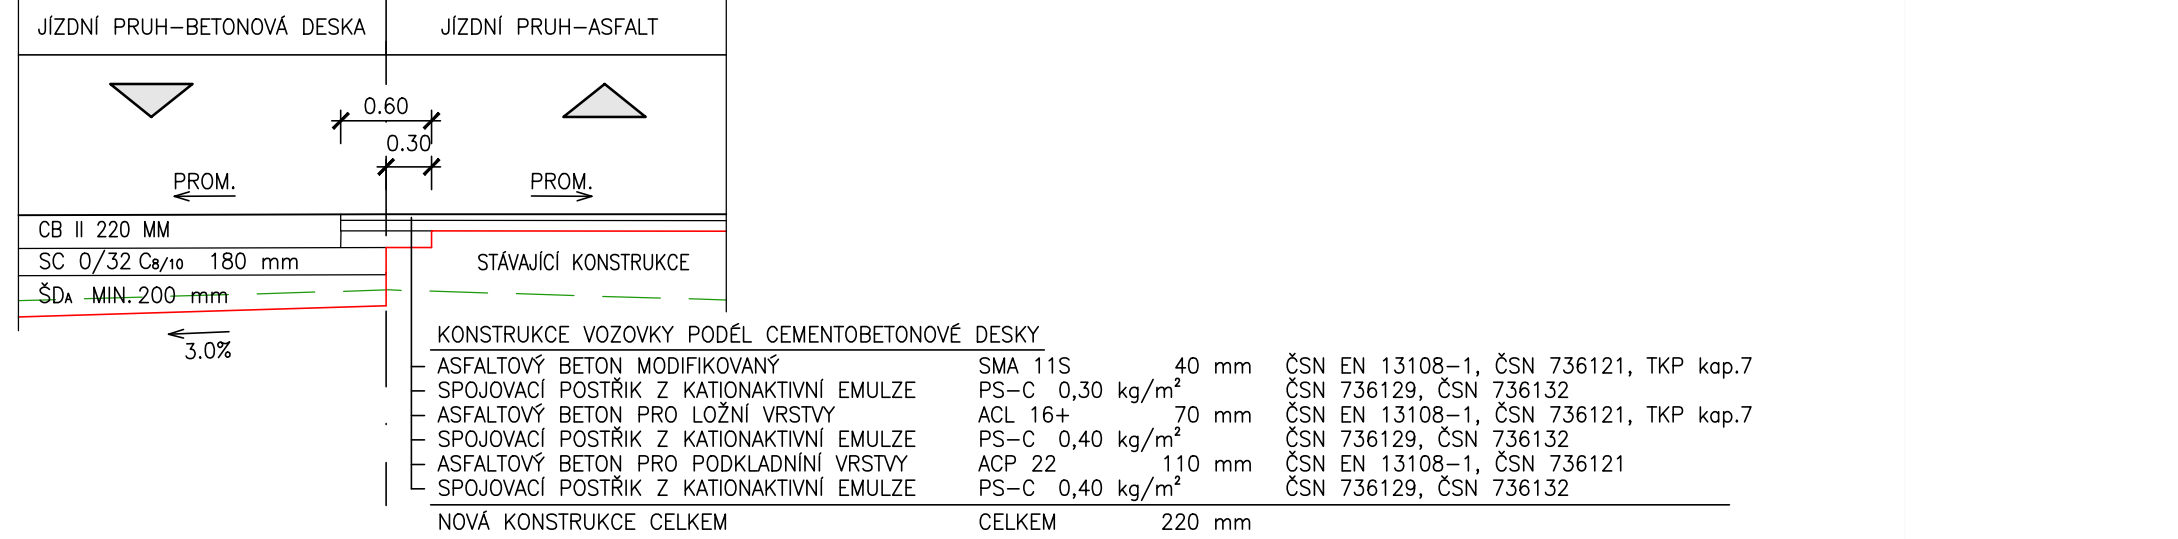 JÍZDNÍ PRUH-BETONOVÁ DESKA
JÍZDNÍ PRUH-ASFALT
0.60
0.30
PROM.
PROM.
CB II 220 MM
SC 0/32 C8/10 180 mm
STÁVAJÍCÍ KONSTRUKCE
ŠDA MIN. 200 mm
3.0%
KONSTRUKCE VOZOVKY PODÉL CEMENTOBETONOVÉ DESKY
ASFALTOVÝ BETON MODIFIKOVANÝ SMA 11S 40 mm ČSN EN 13108-1, ČSN 736121, TKP kap.7
SPOJOVACÍ POSTŘIK Z KATIONAKTIVNÍ EMULZE PS-C 0,30 kg/m² ČSN 736129, ČSN 736132
ASFALTOVÝ BETON PRO LOŽNÍ VRSTVY ACL 16+ 70 mm ČSN EN 13108-1, ČSN 736121, TKP kap.7
SPOJOVACÍ POSTŘIK Z KATIONAKTIVNÍ EMULZE PS-C 0,40 kg/m² ČSN 736129, ČSN 736132
ASFALTOVÝ BETON PRO PODKLADNÍNÍ VRSTVY ACP 22 110 mm ČSN EN 13108-1, ČSN 736121
SPOJOVACÍ POSTŘIK Z KATIONAKTIVNÍ EMULZE PS-C 0,40 kg/m² ČSN 736129, ČSN 736132
NOVÁ KONSTRUKCE CELKEM CELKEM 220 mm